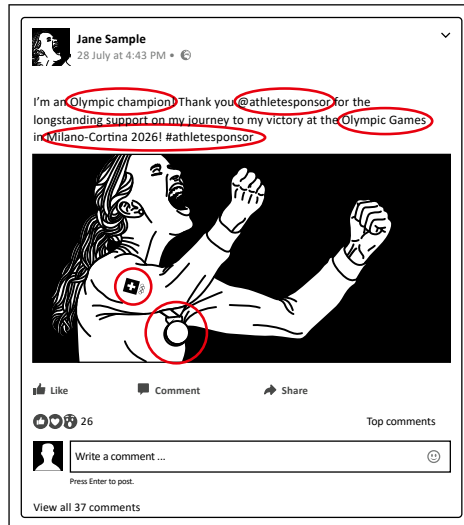 Jane Sample
28 July at 4:43 PM •
I'm an Olympic champion! Thank you @athletesponsor for the
longstanding support on my journey to my victory at the Olympic Games
in Milano-Cortina 2026! #athletesponsor
Like Comment Share
26 Top comments
Write a comment ...
Press Enter to post.
View all 37 comments